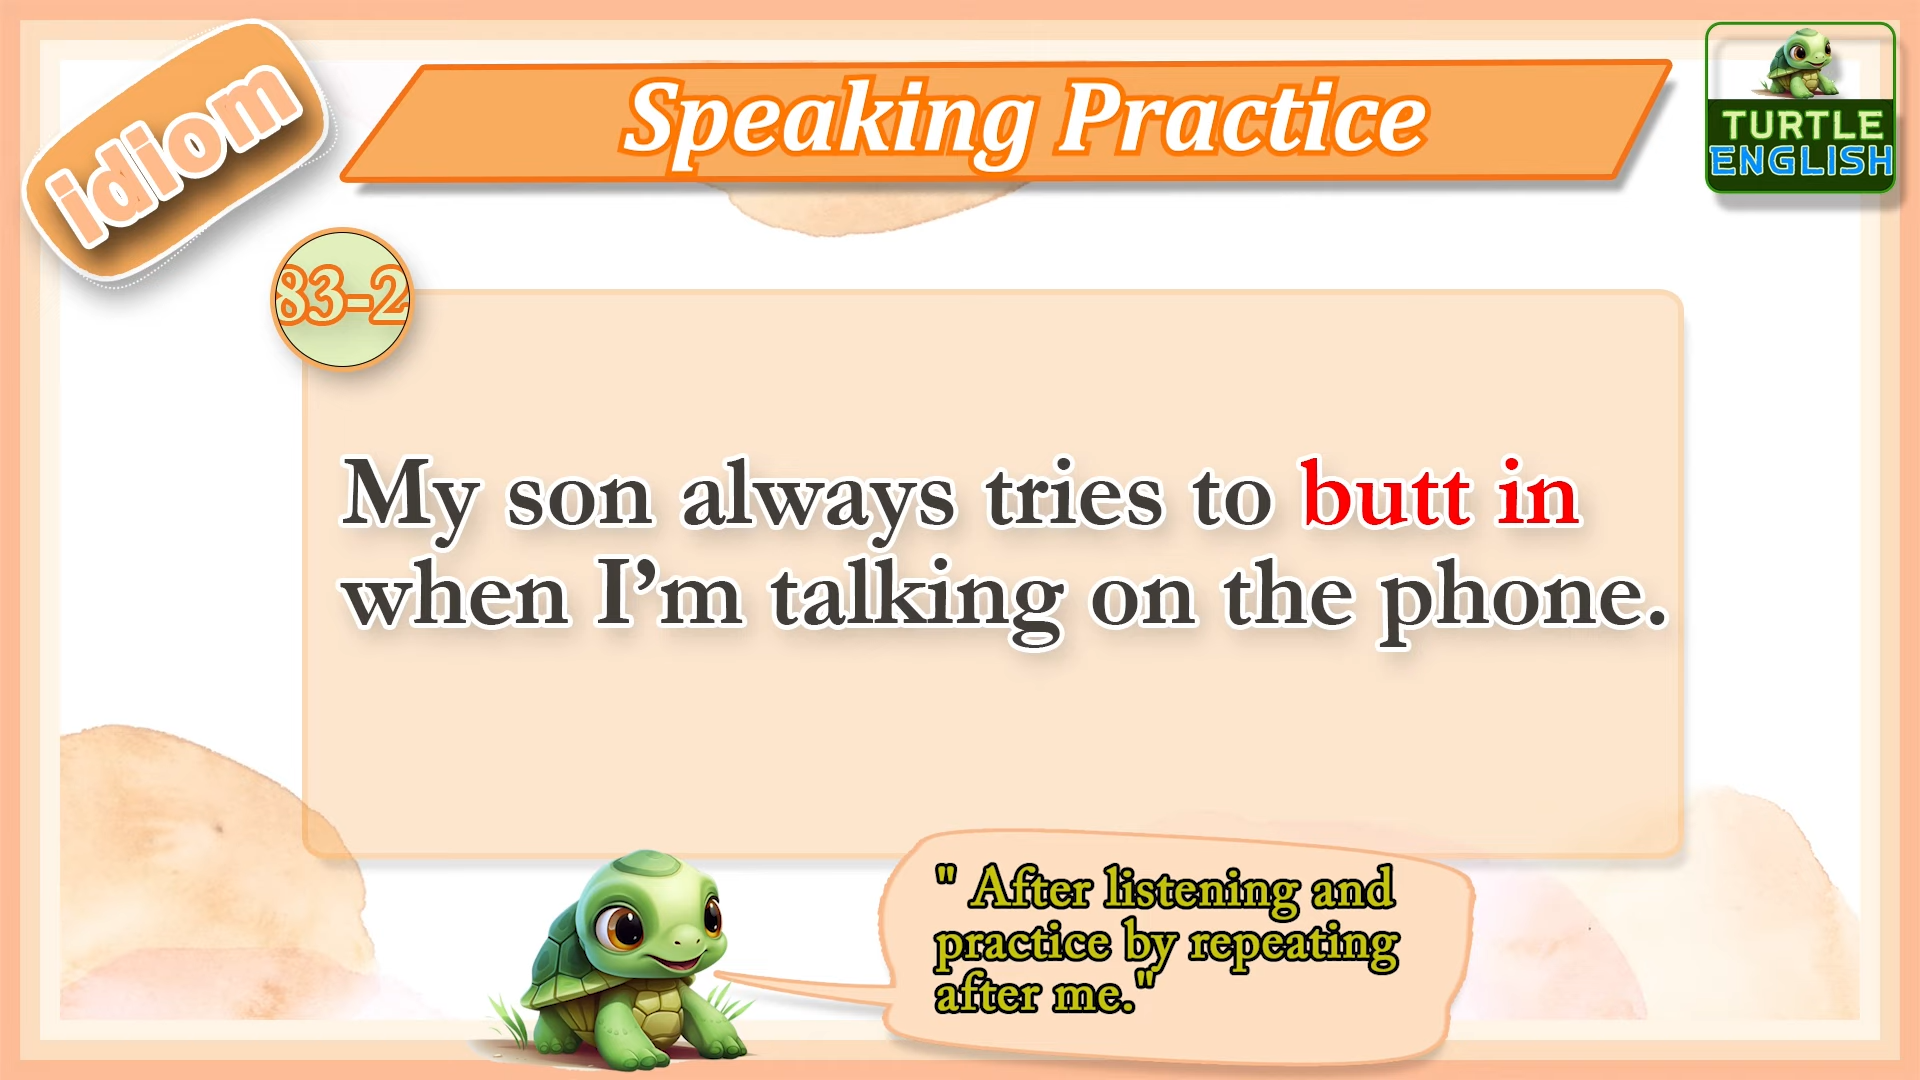 idiom
Speaking Practice
TURTLE
ENGLISH
83-2
My son always tries to butt in
when I’m talking on the phone.
" After listening and
practice by repeating
after me."